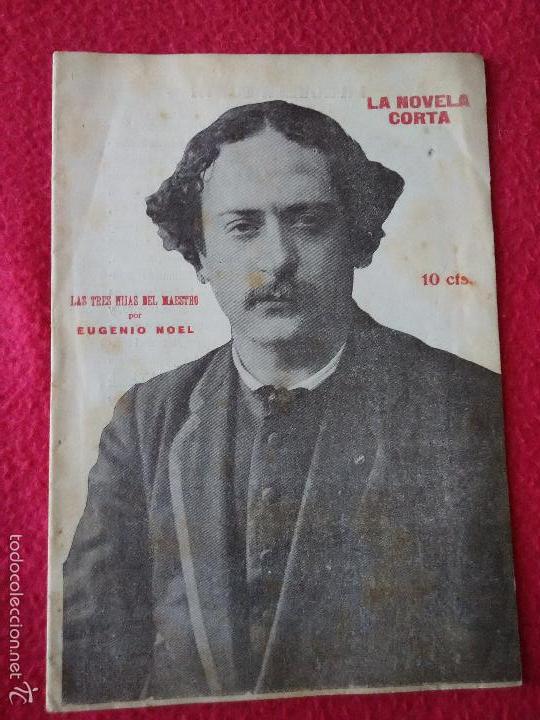 LA NOVELA
CORTA
10 cts.
LAS TRES HIJAS DEL MAESTRO
por
EUGENIO NOEL
todocoleccion.net